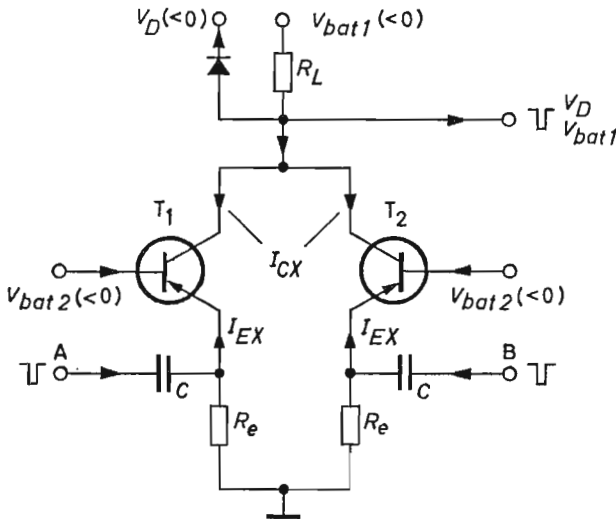 V_D(<0) V_bat1(<0)
R_L
V_D
V_bat1
T_1 T_2
I_CX
V_bat2(<0) V_bat2(<0)
I_EX I_EX
A B
C C
R_e R_e